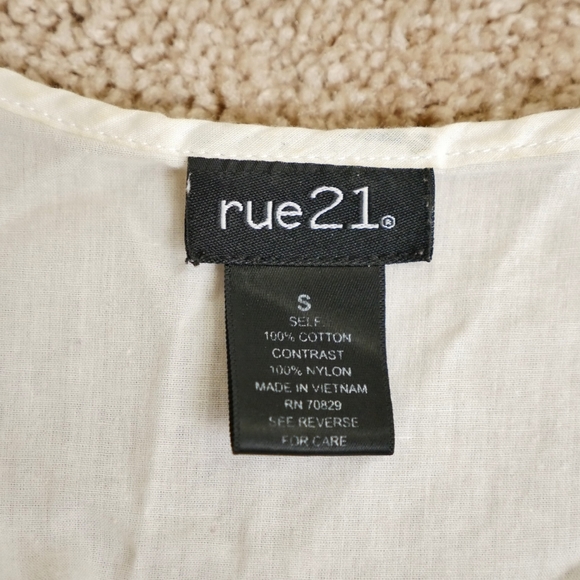 rue21®
S
SELF
100% COTTON
CONTRAST
100% NYLON
MADE IN VIETNAM
RN 70829
SEE REVERSE
FOR CARE